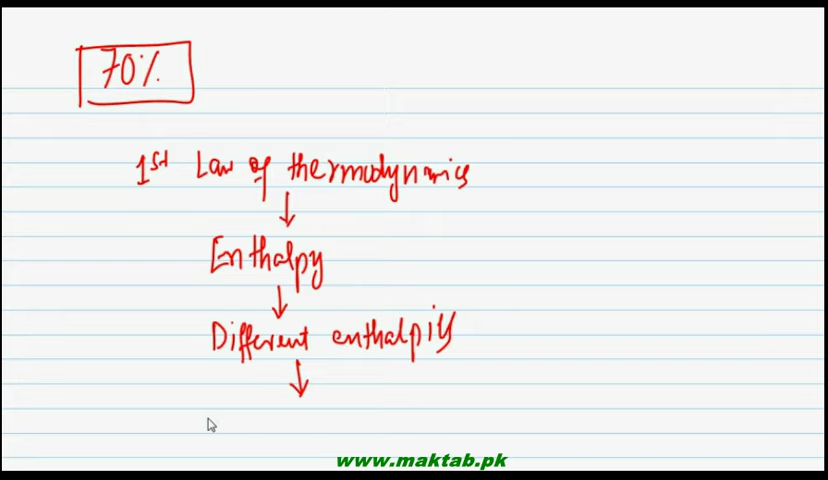 70%
1st Law of thermodynamics
Enthalpy
Different enthalpies
www.maktab.pk